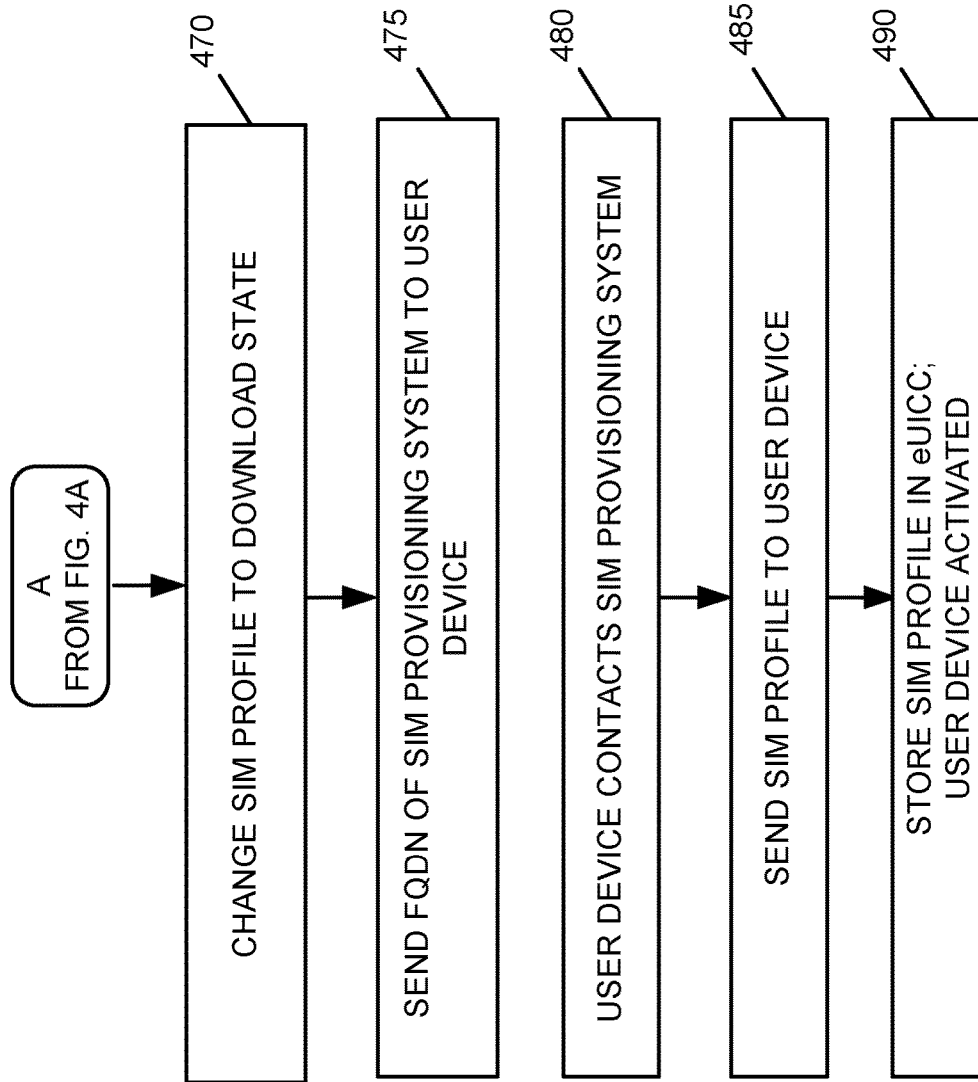 A
FROM FIG. 4A
470
CHANGE SIM PROFILE TO DOWNLOAD STATE
475
SEND FQDN OF SIM PROVISIONING SYSTEM TO USER
DEVICE
480
USER DEVICE CONTACTS SIM PROVISIONING SYSTEM
485
SEND SIM PROFILE TO USER DEVICE
490
STORE SIM PROFILE IN eUICC;
USER DEVICE ACTIVATED